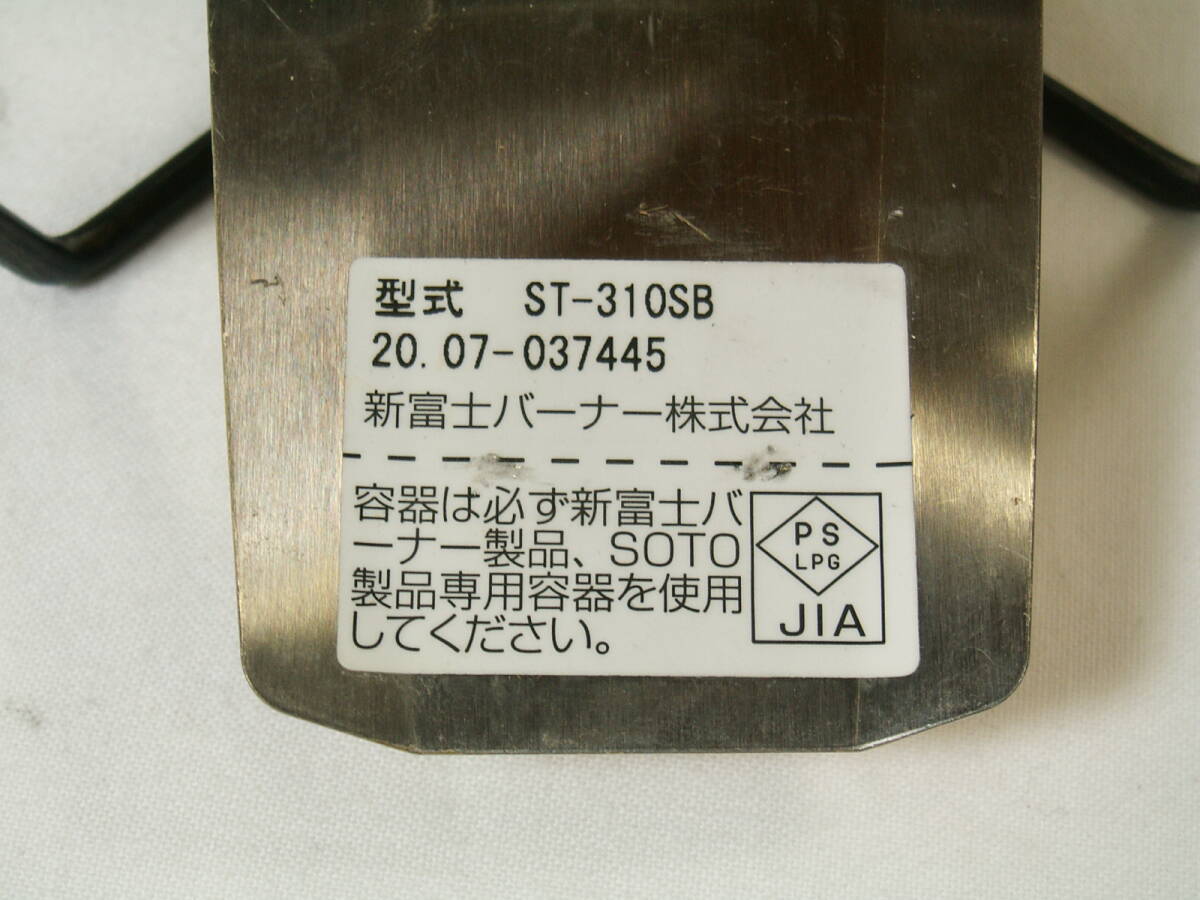 型式 ST-310SB
20.07-037445
新富士バーナー株式会社
容器は必ず新富士バ
ーナー製品、SOTO
製品専用容器を使用
してください。
PS
LPG
JIA